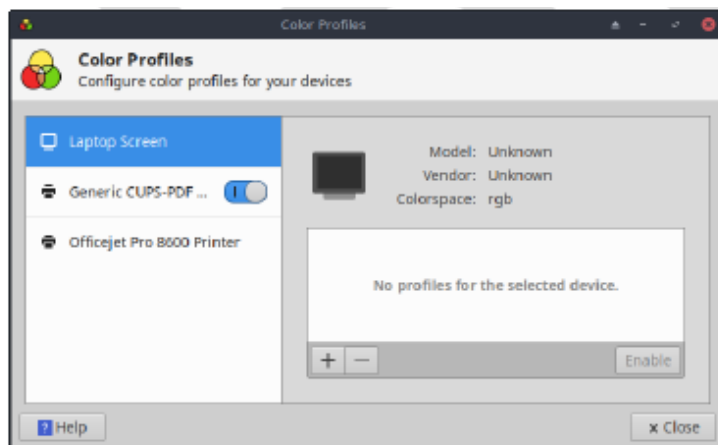 Color Profiles
Color Profiles
Configure color profiles for your devices
Laptop Screen
Generic CUPS-PDF ...
Officejet Pro 8600 Printer
Model: Unknown
Vendor: Unknown
Colorspace: rgb
No profiles for the selected device.
Enable
Help
x Close